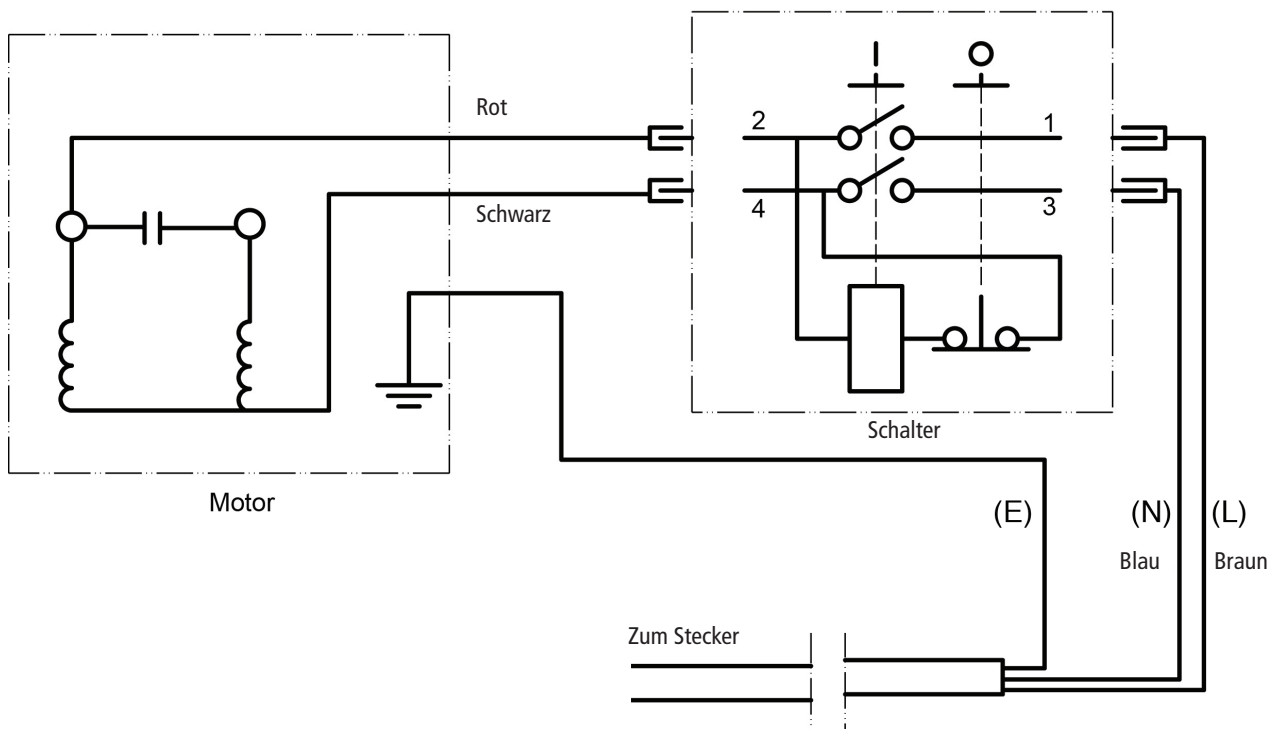 I O
Rot
2 1
Schwarz
4 3
Schalter
Motor
(E) (N) (L)
Blau Braun
Zum Stecker